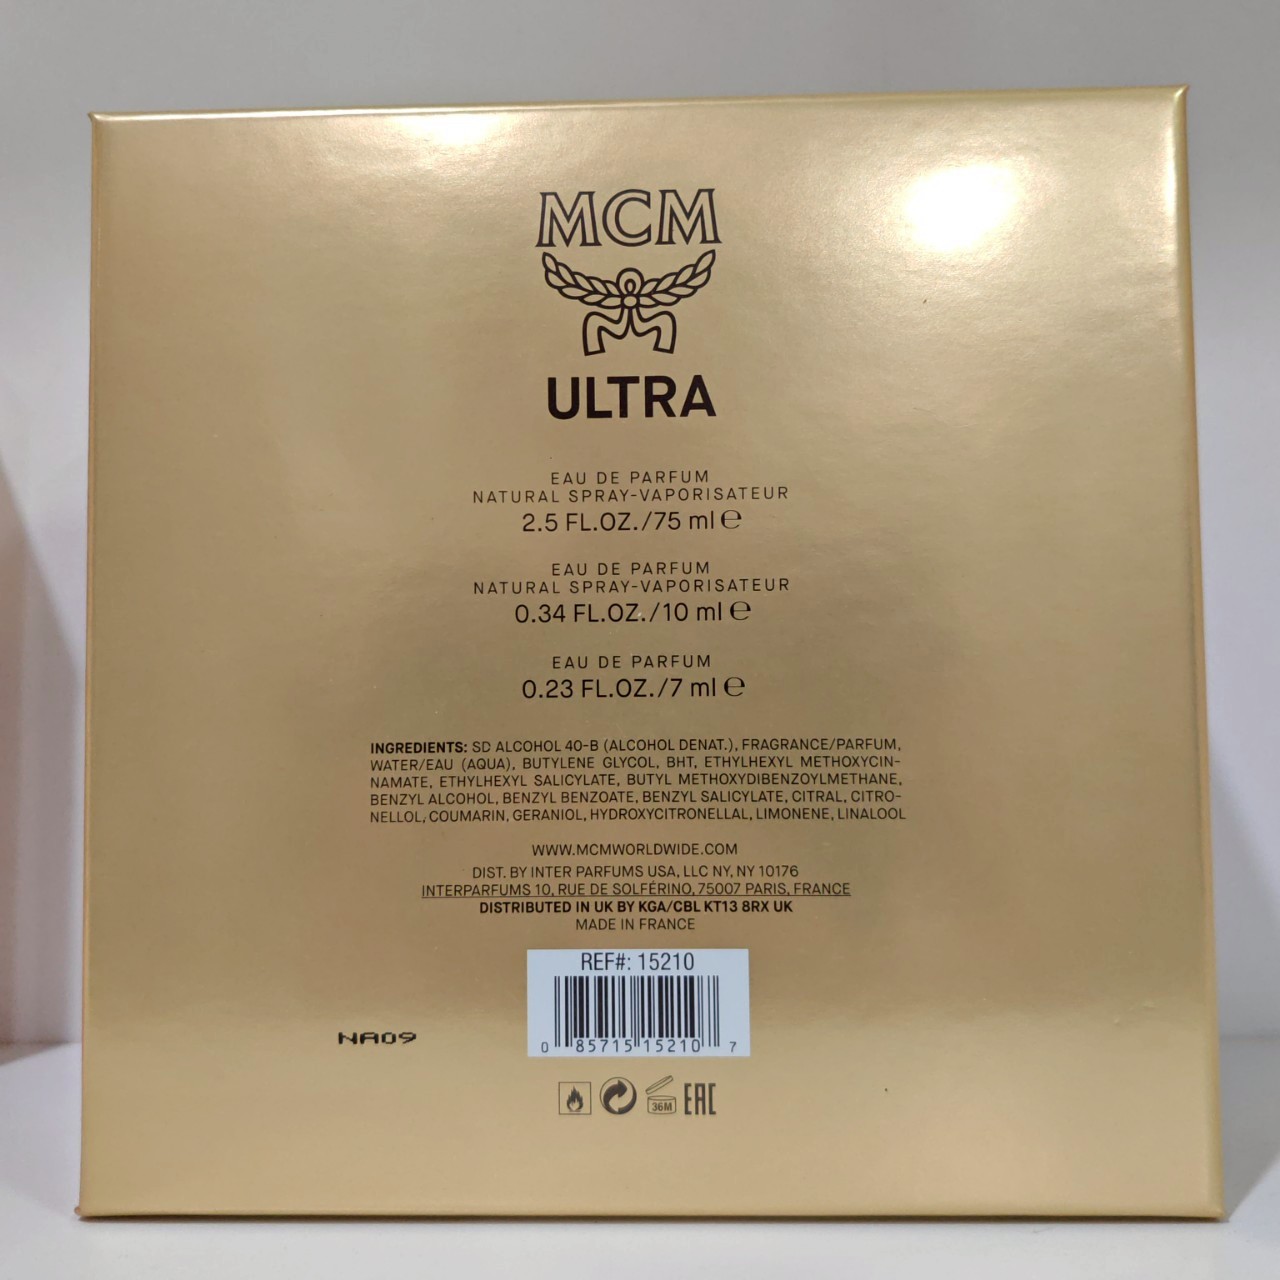 MCM
ULTRA
EAU DE PARFUM
NATURAL SPRAY-VAPORISATEUR
2.5 FL.OZ./75 ml ℮
EAU DE PARFUM
NATURAL SPRAY-VAPORISATEUR
0.34 FL.OZ./10 ml ℮
EAU DE PARFUM
0.23 FL.OZ./7 ml ℮
INGREDIENTS: SD ALCOHOL 40-B (ALCOHOL DENAT.), FRAGRANCE/PARFUM,
WATER/EAU (AQUA), BUTYLENE GLYCOL, BHT, ETHYLHEXYL METHOXYCIN-
NAMATE, ETHYLHEXYL SALICYLATE, BUTYL METHOXYDIBENZOYLMETHANE,
BENZYL ALCOHOL, BENZYL BENZOATE, BENZYL SALICYLATE, CITRAL, CITRO-
NELLOL, COUMARIN, GERANIOL, HYDROXYCITRONELLAL, LIMONENE, LINALOOL
WWW.MCMWORLDWIDE.COM
DIST. BY INTER PARFUMS USA, LLC NY, NY 10176
INTERPARFUMS 10, RUE DE SOLFÉRINO, 75007 PARIS, FRANCE
DISTRIBUTED IN UK BY KGA/CBL KT13 8RX UK
MADE IN FRANCE
REF#: 15210
0 85715 15210 7
NA09
36M
EAC